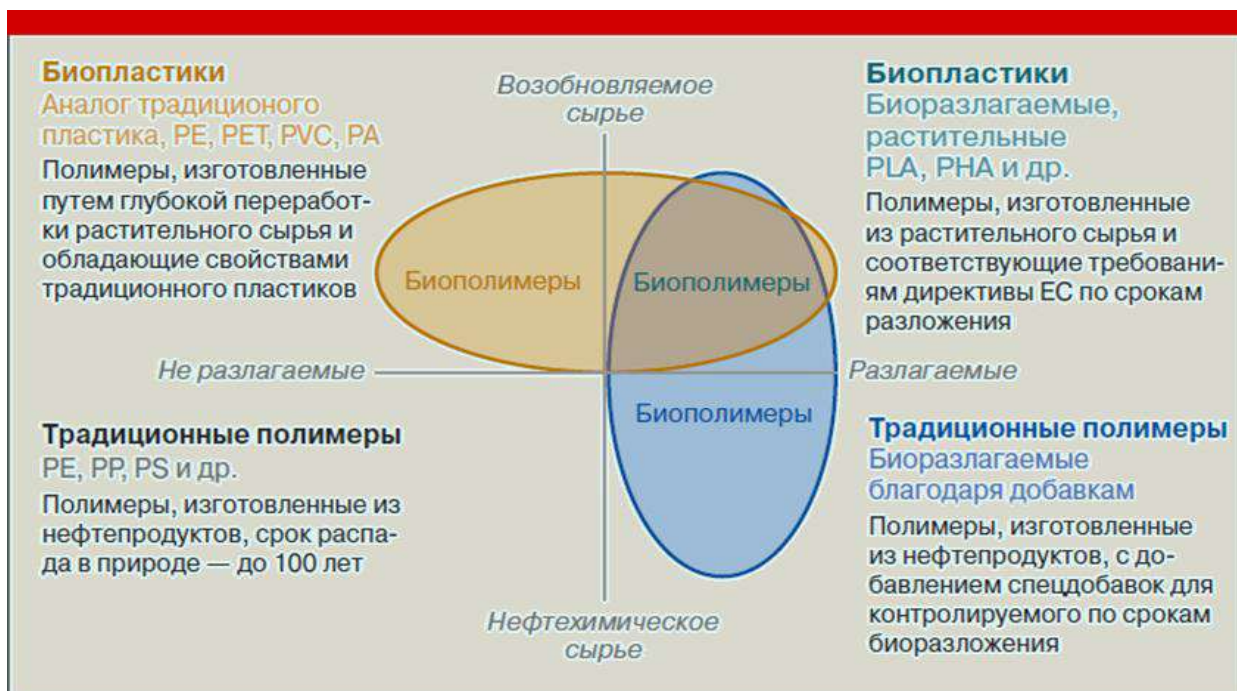 Биопластики
Аналог традиционого
пластика, PE, PET, PVC, PA
Полимеры, изготовленные
путем глубокой переработ-
ки растительного сырья и
обладающие свойствами
традиционного пластиков
Возобновляемое
сырье
Биопластики
Биоразлагаемые,
растительные
PLA, PHA и др.
Полимеры, изготовленные
из растительного сырья и
соответствующие требовани-
ям директивы ЕС по срокам
разложения
Биополимеры
Биополимеры
Не разлагаемые
Разлагаемые
Биополимеры
Традиционные полимеры
PE, PP, PS и др.
Полимеры, изготовленные из
нефтепродуктов, срок распа-
да в природе — до 100 лет
Нефтехимическое
сырье
Традиционные полимеры
Биоразлагаемые
благодаря добавкам
Полимеры, изготовленные
из нефтепродуктов, с до-
бавлением спецдобавок для
контролируемого по срокам
биоразложения